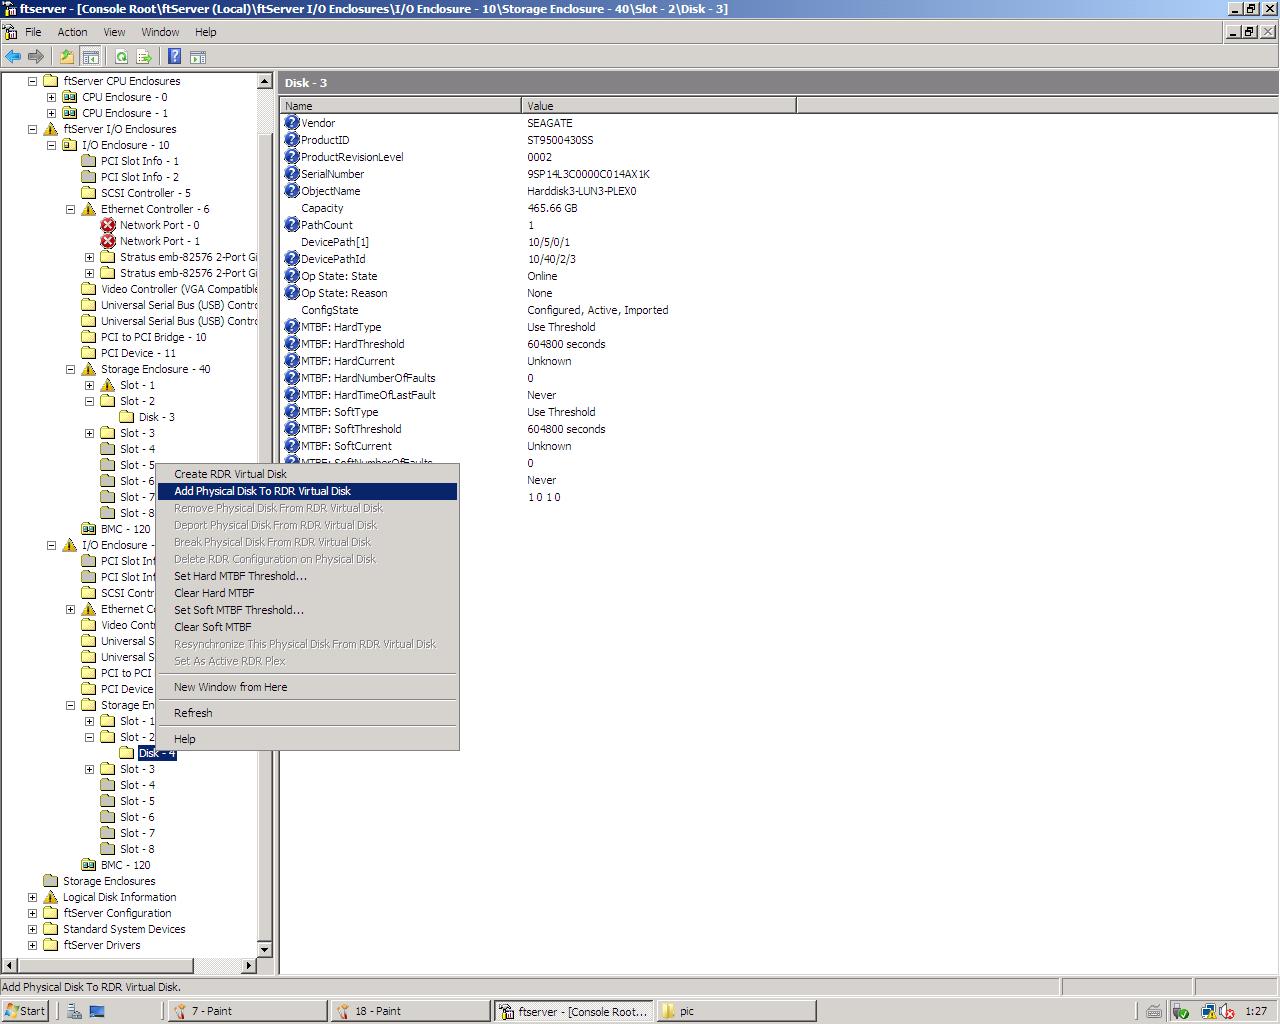 ftserver - [Console Root\ftServer (Local)\ftServer I/O Enclosures\I/O Enclosure - 10\Storage Enclosure - 40\Slot - 2\Disk - 3]
File Action View Window Help
ftServer CPU Enclosures
CPU Enclosure - 0
CPU Enclosure - 1
ftServer I/O Enclosures
I/O Enclosure - 10
PCI Slot Info - 1
PCI Slot Info - 2
SCSI Controller - 5
Ethernet Controller - 6
Network Port - 0
Network Port - 1
Stratus emb-82576 2-Port Gi
Stratus emb-82576 2-Port Gi
Video Controller (VGA Compatible
Universal Serial Bus (USB) Contro
Universal Serial Bus (USB) Contro
PCI to PCI Bridge - 10
PCI Device - 11
Storage Enclosure - 40
Slot - 1
Slot - 2
Disk - 3
Slot - 3
Slot - 4
Slot - 5
Slot - 6
Slot - 7
Slot - 8
BMC - 120
I/O Enclosure -
PCI Slot Inf
PCI Slot Inf
SCSI Contr
Ethernet Co
Video Contr
Universal S
Universal S
PCI to PCI
PCI Device
Storage En
Slot - 1
Slot - 2
Disk - 4
Slot - 3
Slot - 4
Slot - 5
Slot - 6
Slot - 7
Slot - 8
BMC - 120
Storage Enclosures
Logical Disk Information
ftServer Configuration
Standard System Devices
ftServer Drivers
Disk - 3
Name Value
Vendor SEAGATE
ProductID ST9500430SS
ProductRevisionLevel 0002
SerialNumber 9SP14L3C0000C014AX1K
ObjectName Harddisk3-LUN3-PLEX0
Capacity 465.66 GB
PathCount 1
DevicePath[1] 10/5/0/1
DevicePathId 10/40/2/3
Op State: State Online
Op State: Reason None
ConfigState Configured, Active, Imported
MTBF: HardType Use Threshold
MTBF: HardThreshold 604800 seconds
MTBF: HardCurrent Unknown
MTBF: HardNumberOfFaults 0
MTBF: HardTimeOfLastFault Never
MTBF: SoftType Use Threshold
MTBF: SoftThreshold 604800 seconds
MTBF: SoftCurrent Unknown
MTBF: SoftNumberOfFaults 0
Never
1 0 1 0
Create RDR Virtual Disk
Add Physical Disk To RDR Virtual Disk
Remove Physical Disk From RDR Virtual Disk
Deport Physical Disk From RDR Virtual Disk
Break Physical Disk From RDR Virtual Disk
Delete RDR Configuration on Physical Disk
Set Hard MTBF Threshold...
Clear Hard MTBF
Set Soft MTBF Threshold...
Clear Soft MTBF
Resynchronize This Physical Disk From RDR Virtual Disk
Set As Active RDR Plex
New Window from Here
Refresh
Help
Add Physical Disk To RDR Virtual Disk.
Start 7 - Paint 18 - Paint ftserver - [Console Root... pic 1:27